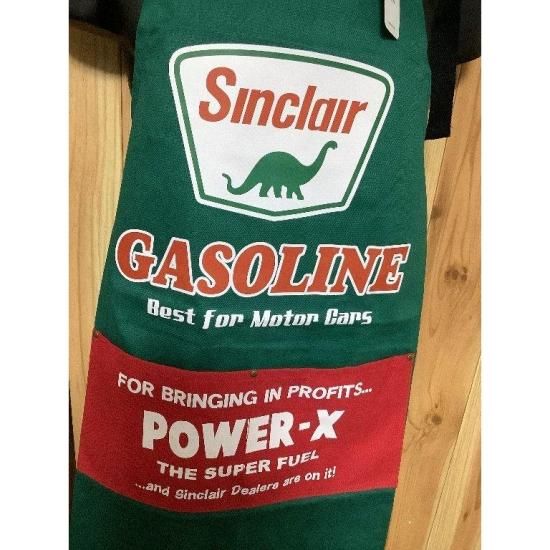 Sinclair
GASOLINE
Best for Motor Cars
FOR BRINGING IN PROFITS...
POWER-X
THE SUPER FUEL
...and Sinclair Dealers are on it!